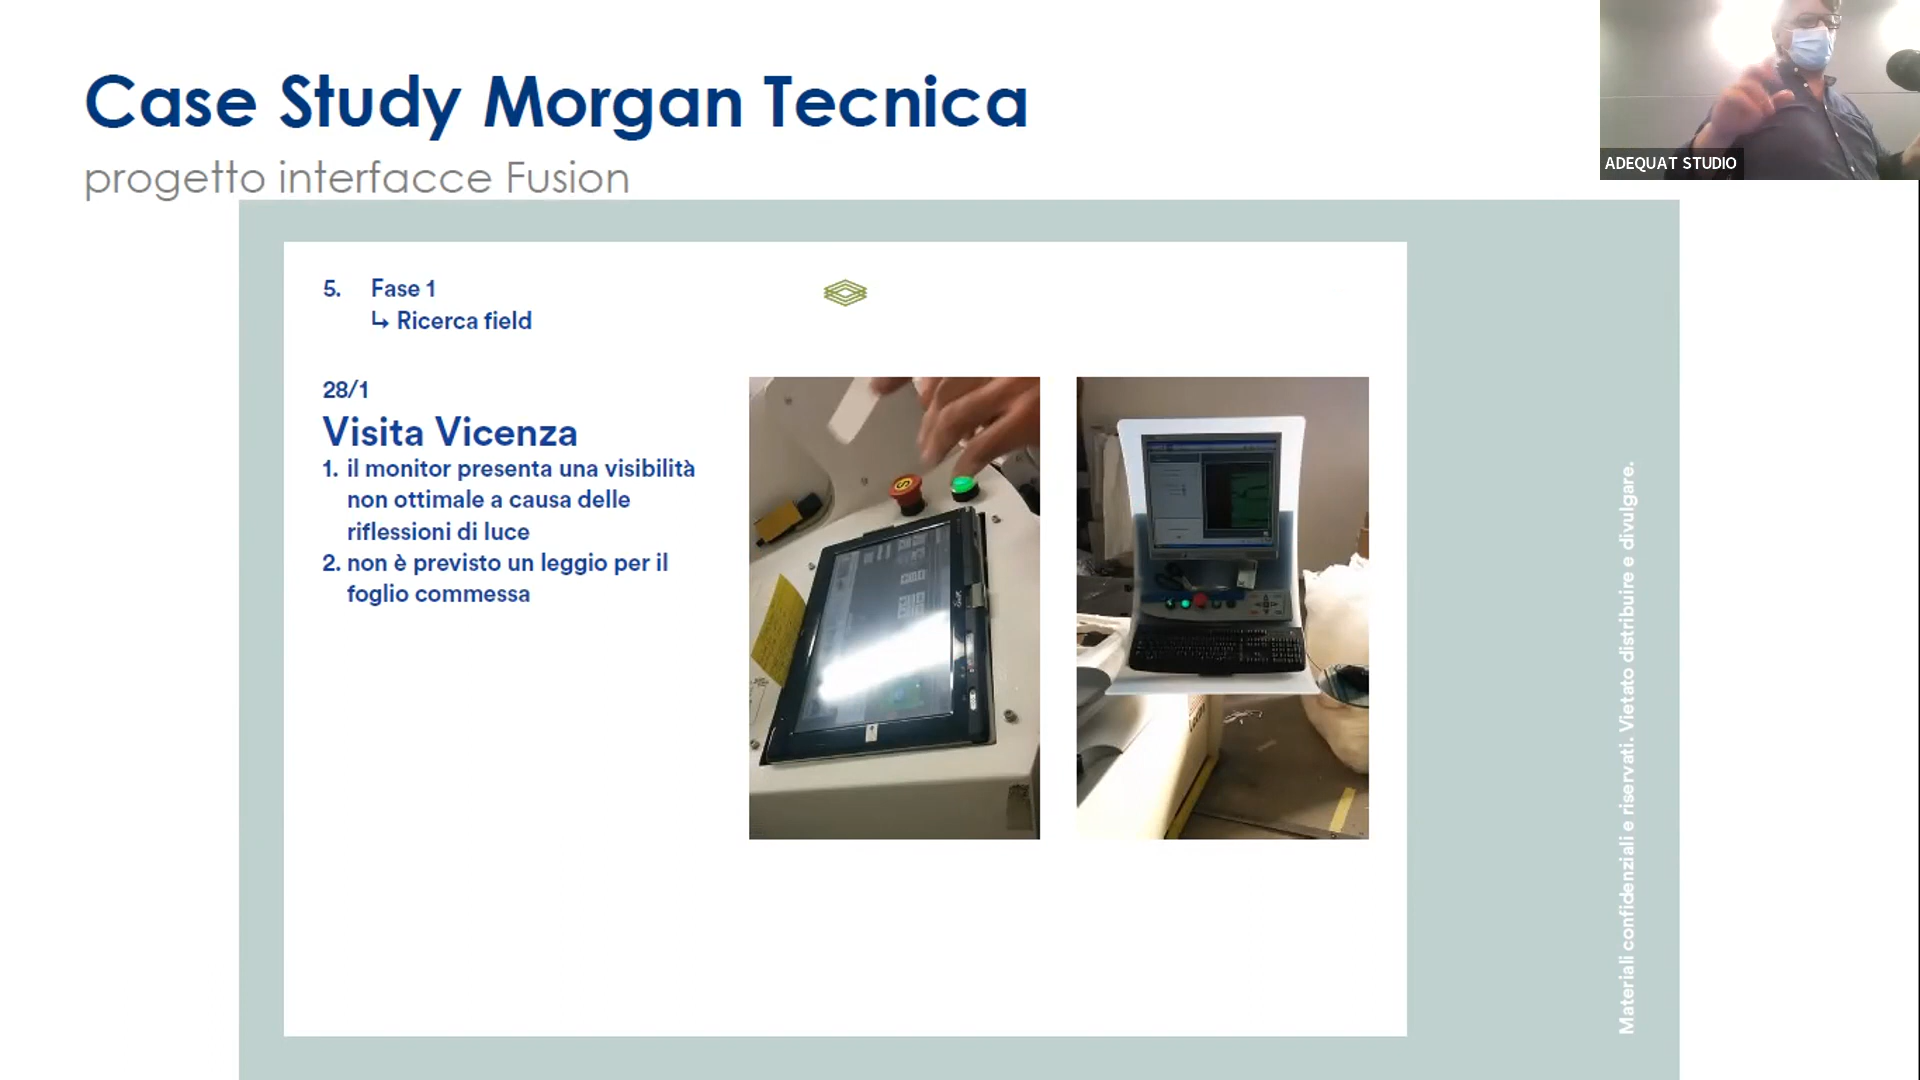 Case Study Morgan Tecnica
progetto interfacce Fusion
ADEQUAT STUDIO
5. Fase 1
↳ Ricerca field
28/1
Visita Vicenza
1. il monitor presenta una visibilità
non ottimale a causa delle
riflessioni di luce
2. non è previsto un leggio per il
foglio commessa
Materiali confidenziali e riservati. Vietato distribuire e divulgare.